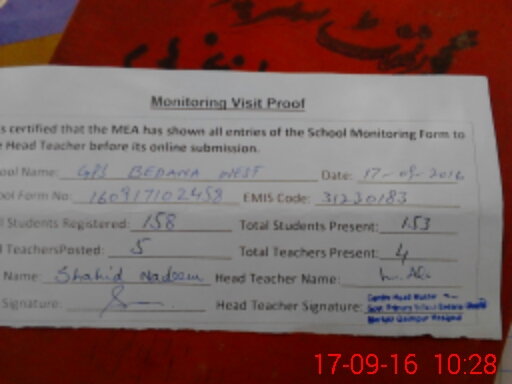 Monitoring Visit Proof
s certified that the MEA has shown all entries of the School Monitoring Form to
e Head Teacher before its online submission.
ool Name: GPS BEDANA WEST Date: 17-09-2016
ool Form No: 160917102458 EMIS Code: 31230183
l Students Registered: 158 Total Students Present: 153
l TeachersPosted: 5 Total Teachers Present: 4
Name: Shahid Nadeem Head Teacher Name:
Signature: Head Teacher Signature:
17-09-16 10:28